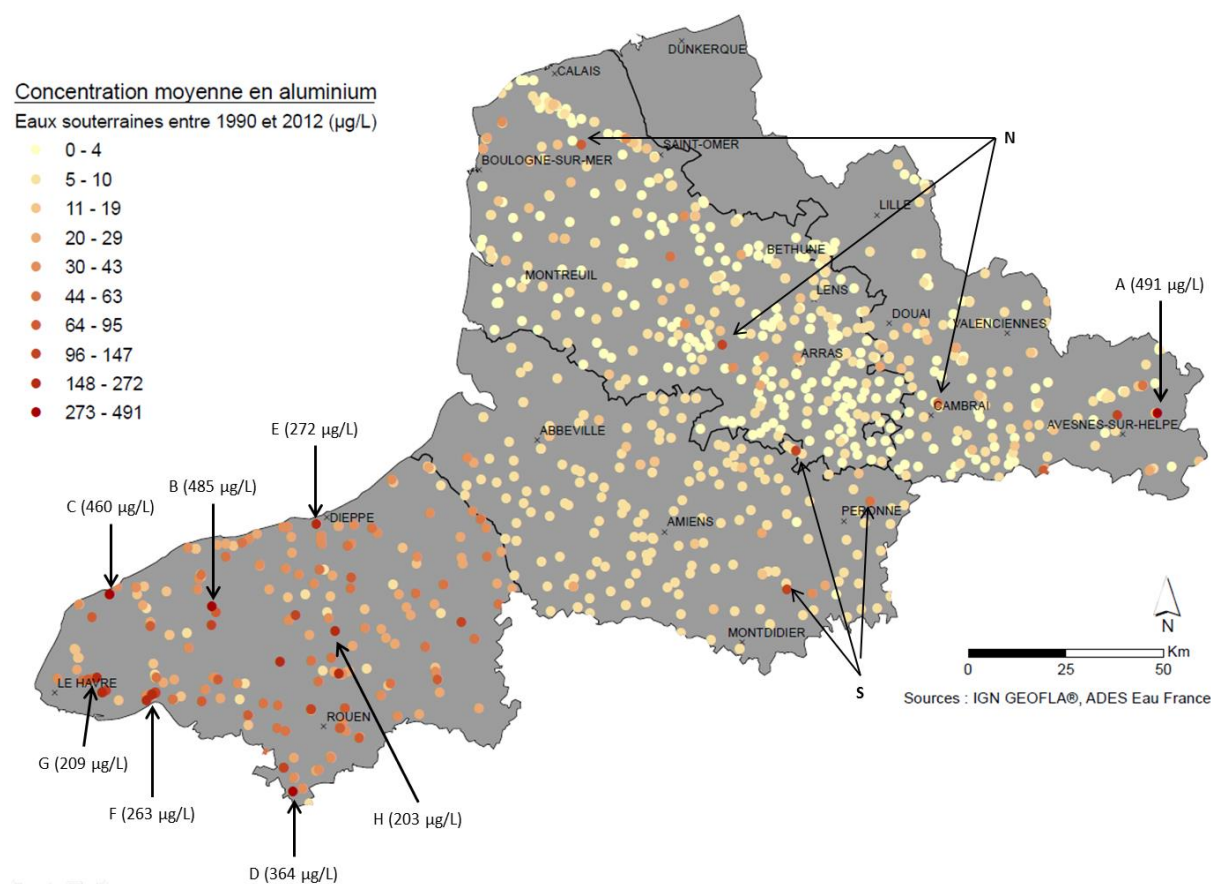 Concentration moyenne en aluminium
Eaux souterraines entre 1990 et 2012 (µg/L)
0 - 4
5 - 10
11 - 19
20 - 29
30 - 43
44 - 63
64 - 95
96 - 147
148 - 272
273 - 491
DUNKERQUE
CALAIS
N
SAINT-OMER
BOULOGNE-SUR-MER
LILLE
BETHUNE
MONTREUIL
LENS
A (491 µg/L)
DOUAI
VALENCIENNES
ARRAS
CAMBRAI
AVESNES-SUR-HELPE
ABBEVILLE
E (272 µg/L)
B (485 µg/L)
C (460 µg/L)
DIEPPE
PERONNE
AMIENS
MONTDIDIER
N
0 25 50 Km
Sources : IGN GEOFLA®, ADES Eau France
S
LE HAVRE
ROUEN
G (209 µg/L)
F (263 µg/L)
H (203 µg/L)
D (364 µg/L)